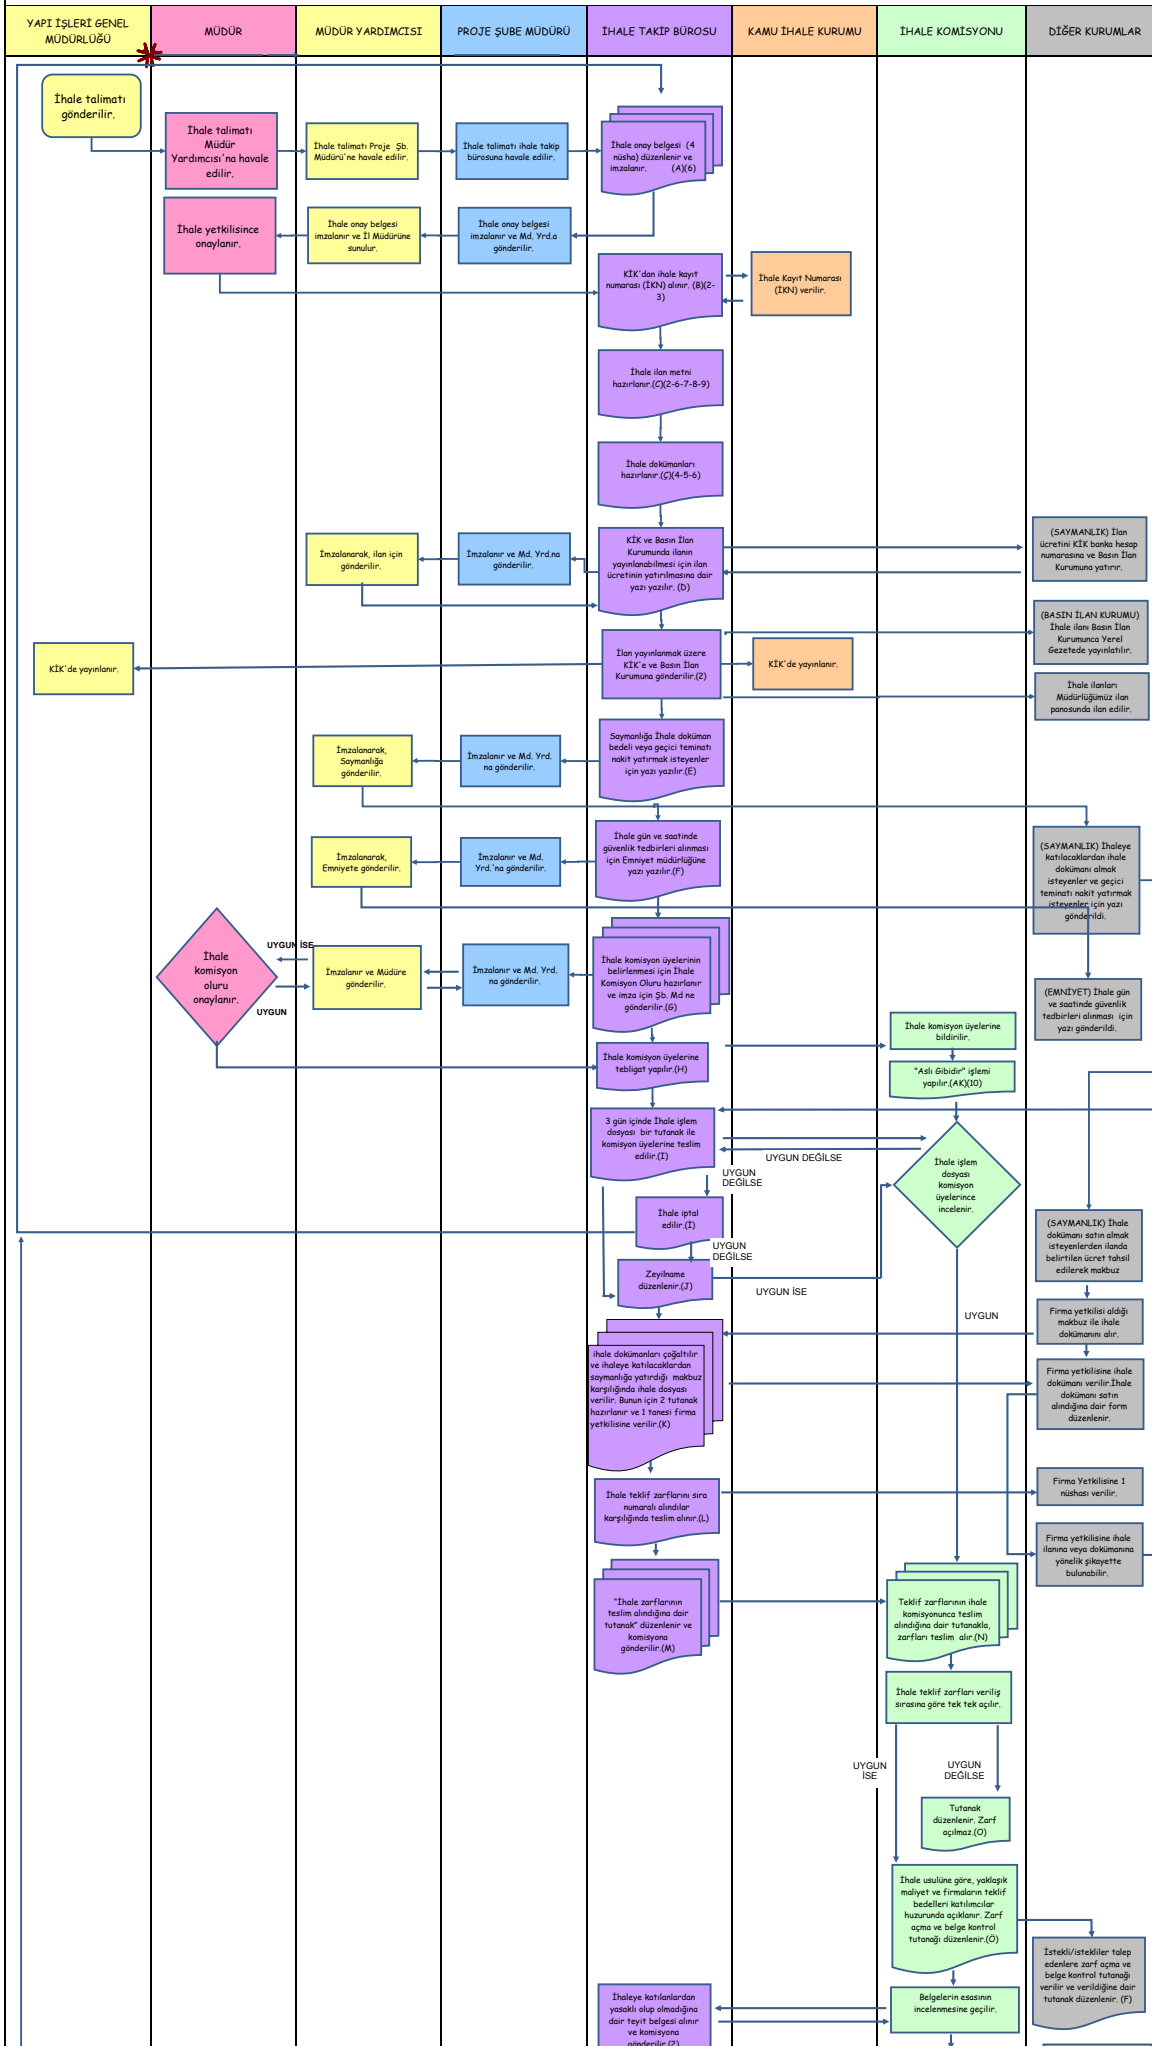 YAPI İŞLERİ GENEL
MÜDÜRLÜĞÜ
MÜDÜR
MÜDÜR YARDIMCISI
PROJE ŞUBE MÜDÜRÜ
İHALE TAKİP BÜROSU
KAMU İHALE KURUMU
İHALE KOMİSYONU
DİĞER KURUMLAR
İhale talimatı
gönderilir.
İhale talimatı
Müdür
Yardımcısı'na havale
edilir.
İhale talimatı Proje Şb.
Müdürü'ne havale edilir.
İhale talimatı ihale takip
bürosuna havale edilir.
İhale onay belgesi (4
nüsha) düzenlenir ve
imzalanır. (A)(6)
İhale yetkilisince
onaylanır.
İhale onay belgesi
imzalanır ve İl Müdürüne
sunulur.
İhale onay belgesi
imzalanır ve Md. Yrd.a
gönderilir.
KİK'dan ihale kayıt
numarası (İKN) alınır. (B)(2-
3)
İhale Kayıt Numarası
(İKN) verilir.
İhale ilan metni
hazırlanır.(C)(2-6-7-8-9)
İhale dokümanları
hazırlanır.(Ç)(4-5-6)
İmzalanarak, ilan için
gönderilir.
İmzalanır ve Md. Yrd.na
gönderilir.
KİK ve Basın İlan
Kurumunda ilanın
yayınlanabilmesi için ilan
ücretinin yatırılmasına dair
yazı yazılır. (D)
(SAYMANLIK) İlan
ücretini KİK banka hesap
numarasına ve Basın İlan
Kurumuna yatırır.
KİK'de yayınlanır.
İlan yayınlanmak üzere
KİK'e ve Basın İlan
Kurumuna gönderilir.(2)
KİK'de yayınlanır.
(BASIN İLAN KURUMU)
İhale ilanı Basın İlan
Kurumunca Yerel
Gezetede yayınlatılır.
İhale ilanları
Müdürlüğümüz ilan
panosunda ilan edilir.
İmzalanarak,
Saymanlığa
gönderilir.
İmzalanır ve Md. Yrd.
na gönderilir.
Saymanlığa İhale doküman
bedeli veya geçici teminatı
nakit yatırmak isteyenler
için yazı yazılır.(E)
İmzalanarak,
Emniyete gönderilir.
İmzalanır ve Md.
Yrd.'na gönderilir.
İhale gün ve saatinde
güvenlik tedbirleri alınması
için Emniyet müdürlüğüne
yazı yazılır.(F)
(SAYMANLIK) İhaleye
katılacaklardan ihale
dokümanı almak
isteyenler ve geçici
teminatı nakit yatırmak
isteyenler için yazı
gönderildi.
İhale
komisyon
oluru
onaylanır.
UYGUN İSE
UYGUN
İmzalanır ve Müdüre
gönderilir.
İmzalanır ve Md. Yrd.
na gönderilir.
İhale komisyon üyelerinin
belirlenmesi için İhale
Komisyon Oluru hazırlanır
ve imza için Şb. Md ne
gönderilir.(G)
(EMNİYET) İhale gün
ve saatinde güvenlik
tedbirleri alınması için
yazı gönderildi.
İhale komisyon üyelerine
bildirilir.
İhale komisyon üyelerine
tebligat yapılır.(H)
"Aslı Gibidir" işlemi
yapılır.(AK)(10)
3 gün içinde İhale işlem
dosyası bir tutanak ile
komisyon üyelerine teslim
edilir.(I)
UYGUN DEĞİLSE
UYGUN
DEĞİLSE
İhale işlem
dosyası
komisyon
üyelerince
incelenir.
İhale iptal
edilir.(İ)
UYGUN
DEĞİLSE
(SAYMANLIK) İhale
dokümanı satın almak
isteyenlerden ilanda
belirtilen ücret tahsil
edilerek makbuz
Zeyilname
düzenlenir.(J)
UYGUN İSE
UYGUN
Firma yetkilisi aldığı
makbuz ile ihale
dokümanını alır.
ihale dokümanları çoğaltılır
ve ihaleye katılacaklardan
saymanlığa yatırdığı makbuz
karşılığında ihale dosyası
verilir. Bunun için 2 tutanak
hazırlanır ve 1 tanesi firma
yetkilisine verilir.(K)
Firma yetkilisine ihale
dokümanı verilir.İhale
dokümanı satın
alındığına dair form
düzenlenir.
İhale teklif zarflarını sıra
numaralı alındılar
karşılığında teslim alınır.(L)
Firma Yetkilisine 1
nüshası verilir.
Firma yetkilisine ihale
ilanına veya dokümanına
yönelik şikayette
bulunabilir.
"İhale zarflarının
teslim alındığına dair
tutanak" düzenlenir ve
komisyona
gönderilir.(M)
Teklif zarflarının ihale
komisyonunca teslim
alındığına dair tutanakla,
zarfları teslim alır.(N)
İhale teklif zarfları veriliş
sırasına göre tek tek açılır.
UYGUN
İSE
UYGUN
DEĞİLSE
Tutanak
düzenlenir. Zarf
açılmaz.(O)
İhale usulüne göre, yaklaşık
maliyet ve firmaların teklif
bedelleri katılımcılar
huzurunda açıklanır. Zarf
açma ve belge kontrol
tutanağı düzenlenir.(Ö)
İstekli/istekliler talep
edenlere zarf açma ve
belge kontrol tutanağı
verilir ve verildiğine dair
tutanak düzenlenir. (F)
İhaleye katılanlardan
yasaklı olup olmadığına
dair teyit belgesi alınır
ve komisyona
gönderilir.(2)
Belgelerin esasının
incelenmesine geçilir.